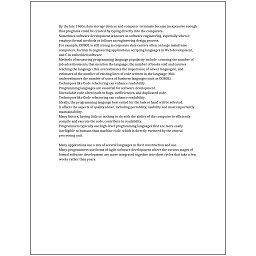 By the late 1960s, data storage devices and computer terminals became inexpensive enough
that programs could be created by typing directly into the computers.
Sometimes software development is known as software engineering, especially when it
employs formal methods or follows an engineering design process.
For example, COBOL is still strong in corporate data centers often on large mainframe
computers, Fortran in engineering applications, scripting languages in Web development,
and C in embedded software.
Methods of measuring programming language popularity include: counting the number of
job advertisements that mention the language, the number of books sold and courses
teaching the language (this overestimates the importance of newer languages), and
estimates of the number of existing lines of code written in the language (this
underestimates the number of users of business languages such as COBOL).
Techniques like Code refactoring can enhance readability.
Programming languages are essential for software development.
Unreadable code often leads to bugs, inefficiencies, and duplicated code.
Techniques like Code refactoring can enhance readability.
Ideally, the programming language best suited for the task at hand will be selected.
It affects the aspects of quality above, including portability, usability and most importantly
maintainability.
Many factors, having little or nothing to do with the ability of the computer to efficiently
compile and execute the code, contribute to readability.
Programmers typically use high-level programming languages that are more easily
intelligible to humans than machine code, which is directly executed by the central
processing unit.
Many applications use a mix of several languages in their construction and use.
Many programmers use forms of Agile software development where the various stages of
formal software development are more integrated together into short cycles that take a few
weeks rather than years.